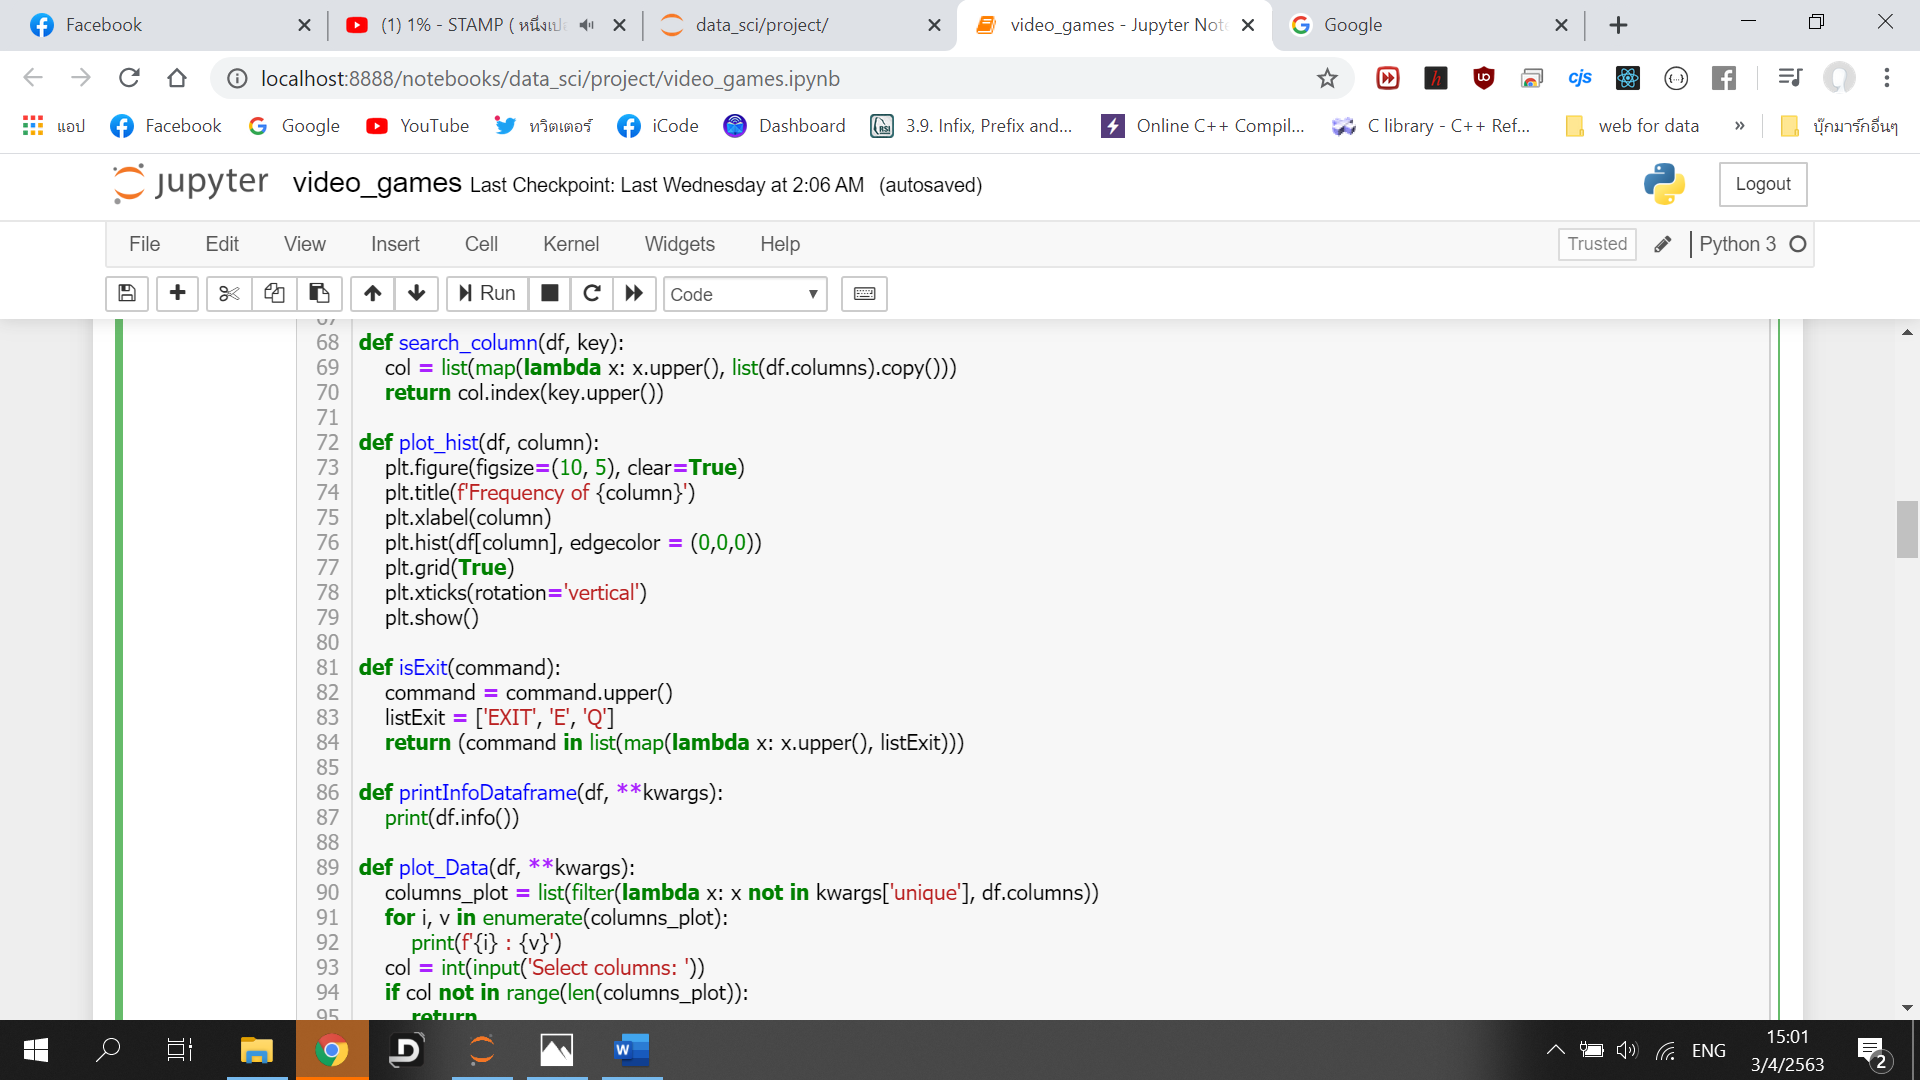 Facebook
(1) 1% - STAMP ( หนึ่งเปอ
data_sci/project/
video_games - Jupyter Note
Google
localhost:8888/notebooks/data_sci/project/video_games.ipynb
แอป Facebook Google YouTube ทวิตเตอร์ iCode Dashboard 3.9. Infix, Prefix and... Online C++ Compil... C library - C++ Ref... web for data » บุ๊กมาร์กอื่นๆ
jupyter video_games Last Checkpoint: Last Wednesday at 2:06 AM (autosaved) Logout
File Edit View Insert Cell Kernel Widgets Help Trusted Python 3
Run Code
67
68 def search_column(df, key):
69 col = list(map(lambda x: x.upper(), list(df.columns).copy()))
70 return col.index(key.upper())
71
72 def plot_hist(df, column):
73 plt.figure(figsize=(10, 5), clear=True)
74 plt.title(f'Frequency of {column}')
75 plt.xlabel(column)
76 plt.hist(df[column], edgecolor = (0,0,0))
77 plt.grid(True)
78 plt.xticks(rotation='vertical')
79 plt.show()
80
81 def isExit(command):
82 command = command.upper()
83 listExit = ['EXIT', 'E', 'Q']
84 return (command in list(map(lambda x: x.upper(), listExit)))
85
86 def printInfoDataframe(df, **kwargs):
87 print(df.info())
88
89 def plot_Data(df, **kwargs):
90 columns_plot = list(filter(lambda x: x not in kwargs['unique'], df.columns))
91 for i, v in enumerate(columns_plot):
92 print(f'{i} : {v}')
93 col = int(input('Select columns: '))
94 if col not in range(len(columns_plot)):
95 return
ENG
15:01
3/4/2563
2